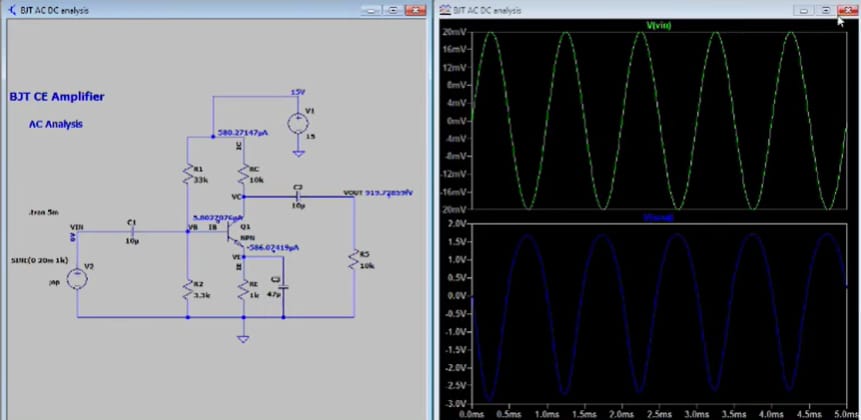 BJT AC DC analysis
BJT CE Amplifier
AC Analysis
15V
V1
15
580.27147µA
IC
R1
33k
RC
10k
VC
C2
10µ
VOUT
.tran 5m
VIN
0V
C1
10µ
VB
IB
Q1
NPN
-586.07419µA
VE
IE
SINE(0 20m 1k)
V2
R2
3.3k
RE
1k
C3
47µ
R5
10k
BJT AC DC analysis
V(vin)
20mV
16mV
12mV
8mV
4mV
0mV
-4mV
-8mV
-12mV
-16mV
-20mV
2.0V
1.5V
1.0V
0.5V
0.0V
-0.5V
-1.0V
-1.5V
-2.0V
-2.5V
-3.0V
0.0ms 0.5ms 1.0ms 1.5ms 2.0ms 2.5ms 3.0ms 3.5ms 4.0ms 4.5ms 5.0ms